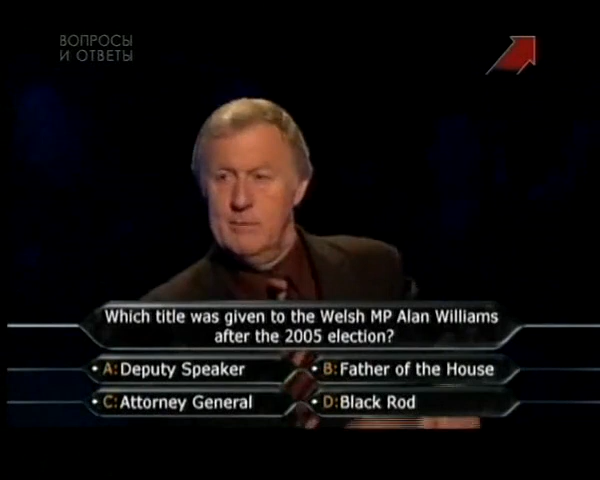 ВОПРОСЫ
И ОТВЕТЫ
Which title was given to the Welsh MP Alan Williams
after the 2005 election?
A: Deputy Speaker
B: Father of the House
C: Attorney General
D: Black Rod